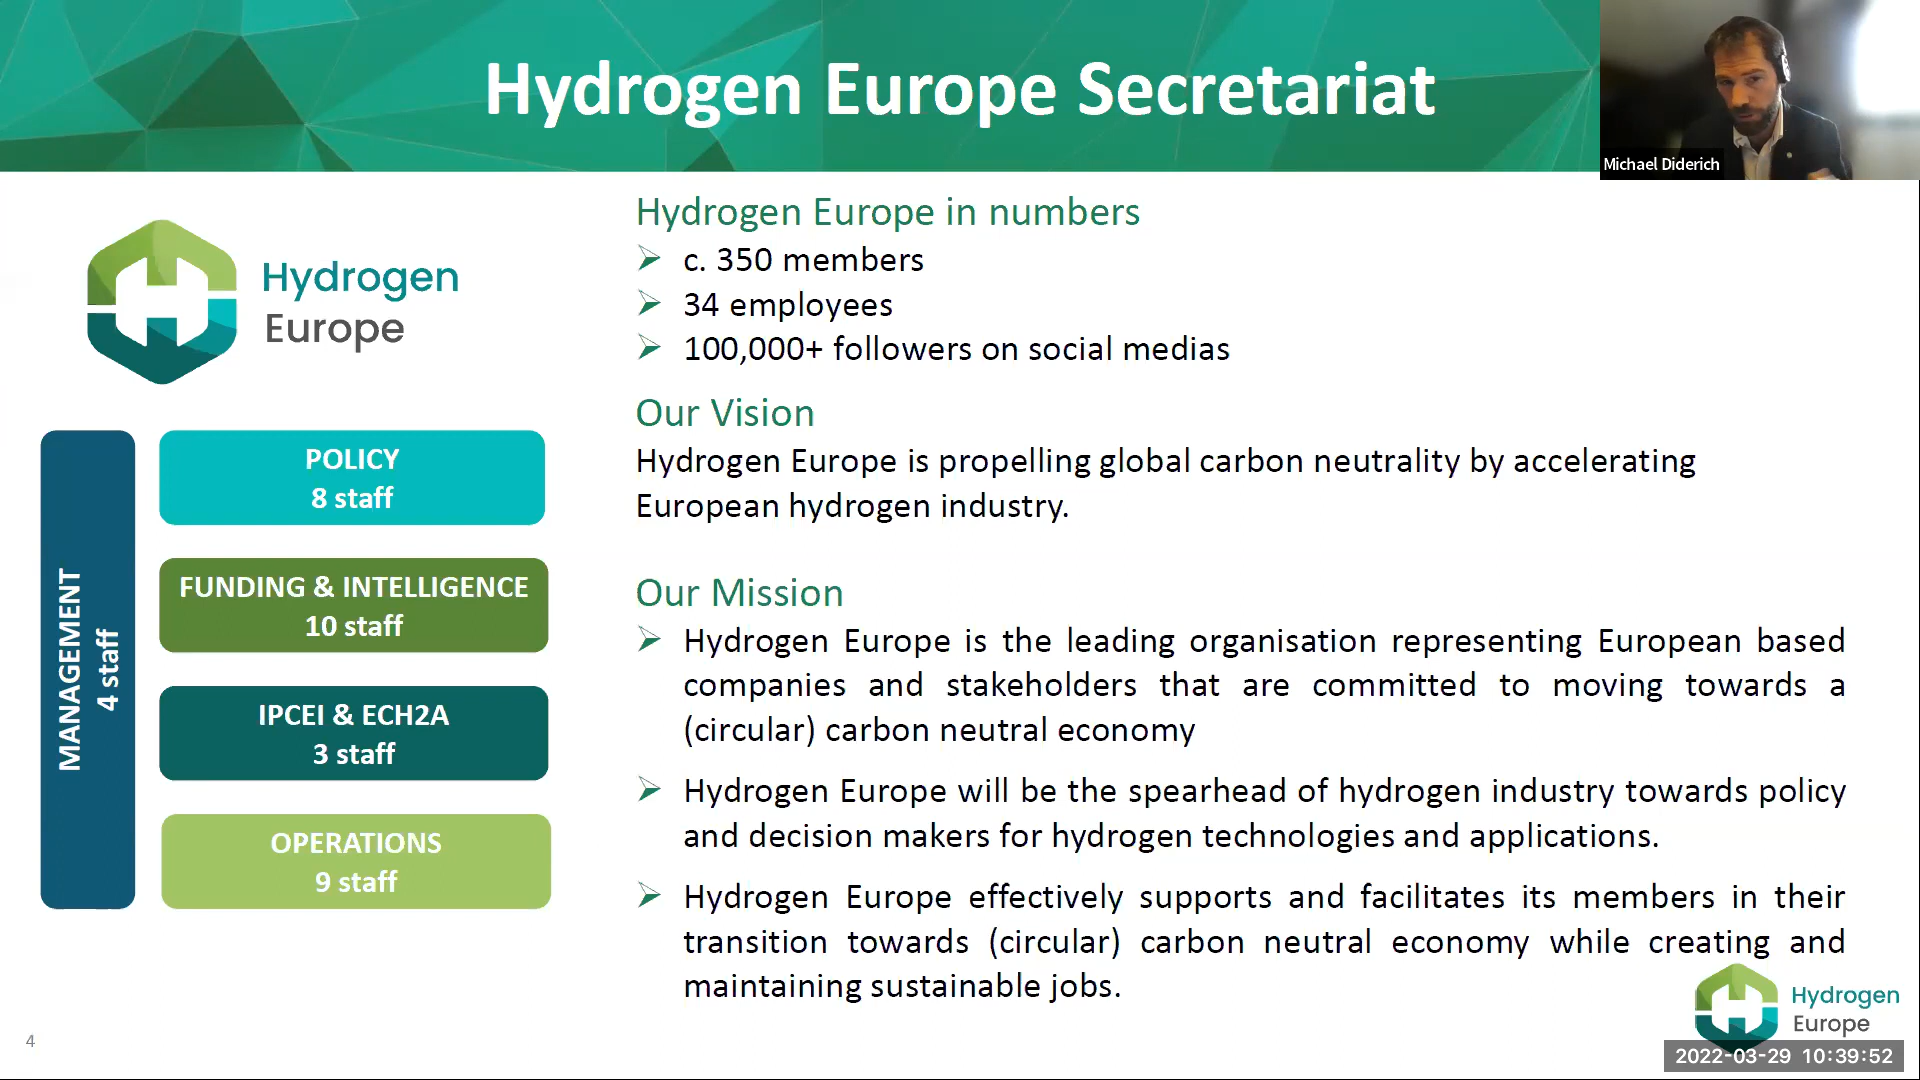 Hydrogen Europe Secretariat
Michael Diderich
Hydrogen
Europe
MANAGEMENT
4 staff
POLICY
8 staff
FUNDING & INTELLIGENCE
10 staff
IPCEI & ECH2A
3 staff
OPERATIONS
9 staff
Hydrogen Europe in numbers
c. 350 members
34 employees
100,000+ followers on social medias
Our Vision
Hydrogen Europe is propelling global carbon neutrality by accelerating
European hydrogen industry.
Our Mission
Hydrogen Europe is the leading organisation representing European based
companies and stakeholders that are committed to moving towards a
(circular) carbon neutral economy
Hydrogen Europe will be the spearhead of hydrogen industry towards policy
and decision makers for hydrogen technologies and applications.
Hydrogen Europe effectively supports and facilitates its members in their
transition towards (circular) carbon neutral economy while creating and
maintaining sustainable jobs.
Hydrogen
Europe
4
2022-03-29 10:39:52